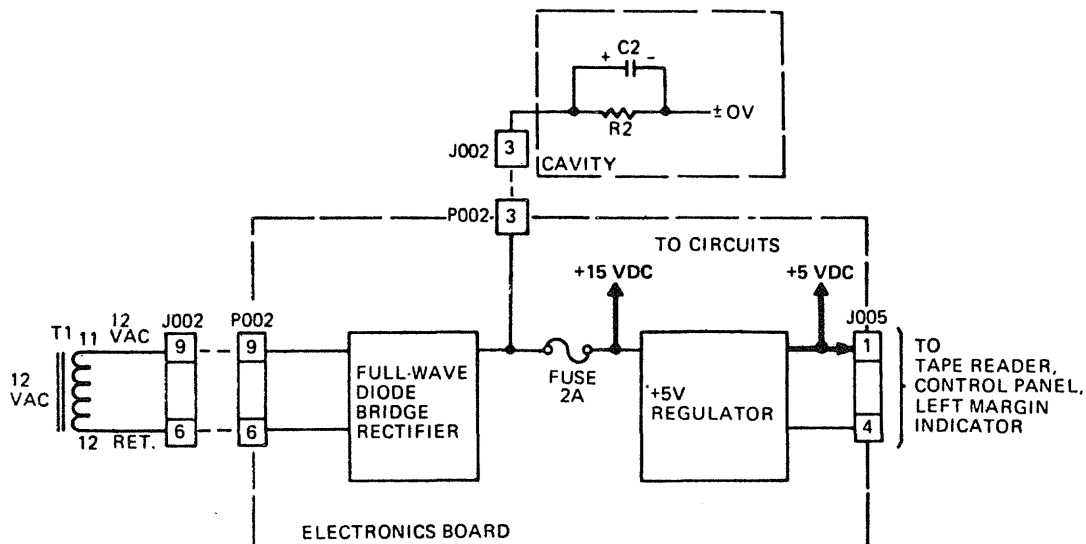 C2
+ -
±0V
R2
J002
3
CAVITY
P002
3
TO CIRCUITS
+15 VDC
+5 VDC
J005
T1
11
12
VAC
J002
P002
9
9
1
TO
TAPE READER,
CONTROL PANEL,
LEFT MARGIN
INDICATOR
12
VAC
FULL-WAVE
DIODE
BRIDGE
RECTIFIER
FUSE
2A
+5V
REGULATOR
12
RET.
6
6
4
ELECTRONICS BOARD